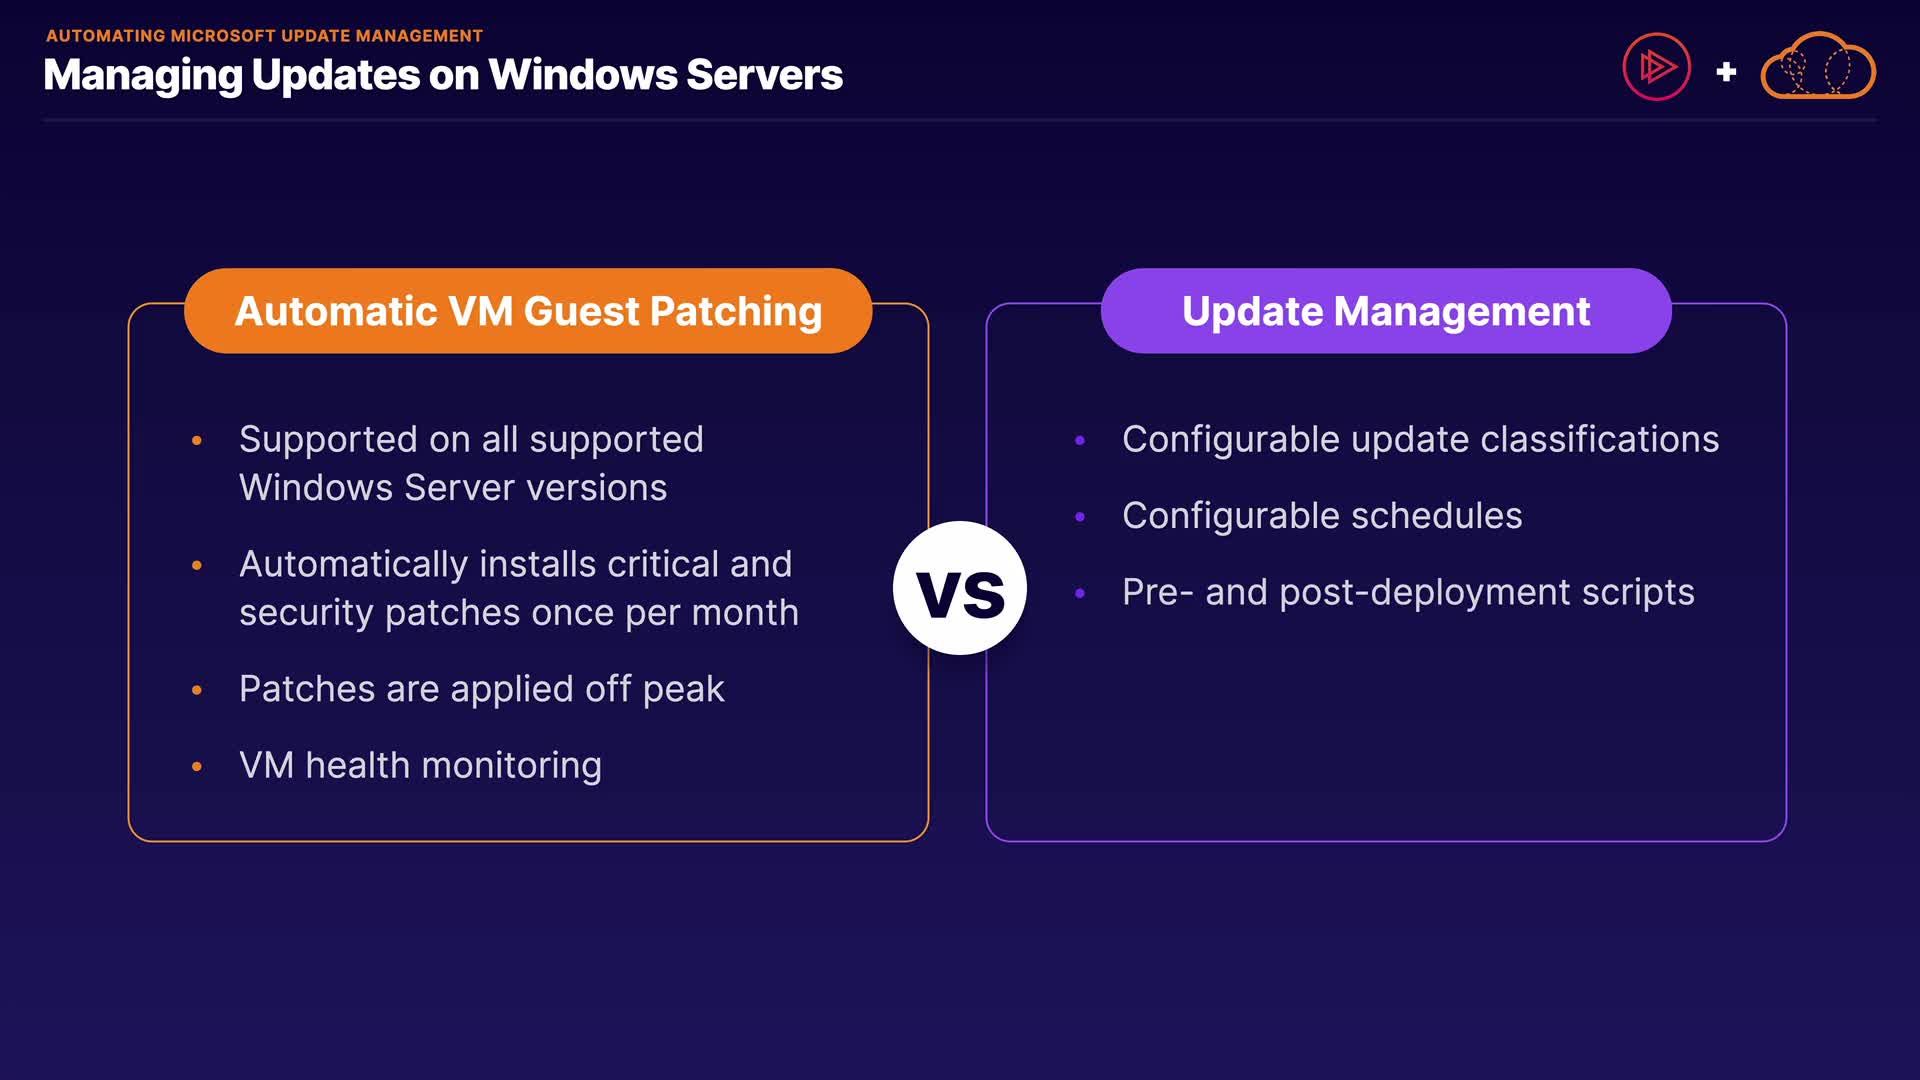 AUTOMATING MICROSOFT UPDATE MANAGEMENT
Managing Updates on Windows Servers
+
Automatic VM Guest Patching
• Supported on all supported
Windows Server versions
• Automatically installs critical and
security patches once per month
• Patches are applied off peak
• VM health monitoring
VS
Update Management
• Configurable update classifications
• Configurable schedules
• Pre- and post-deployment scripts